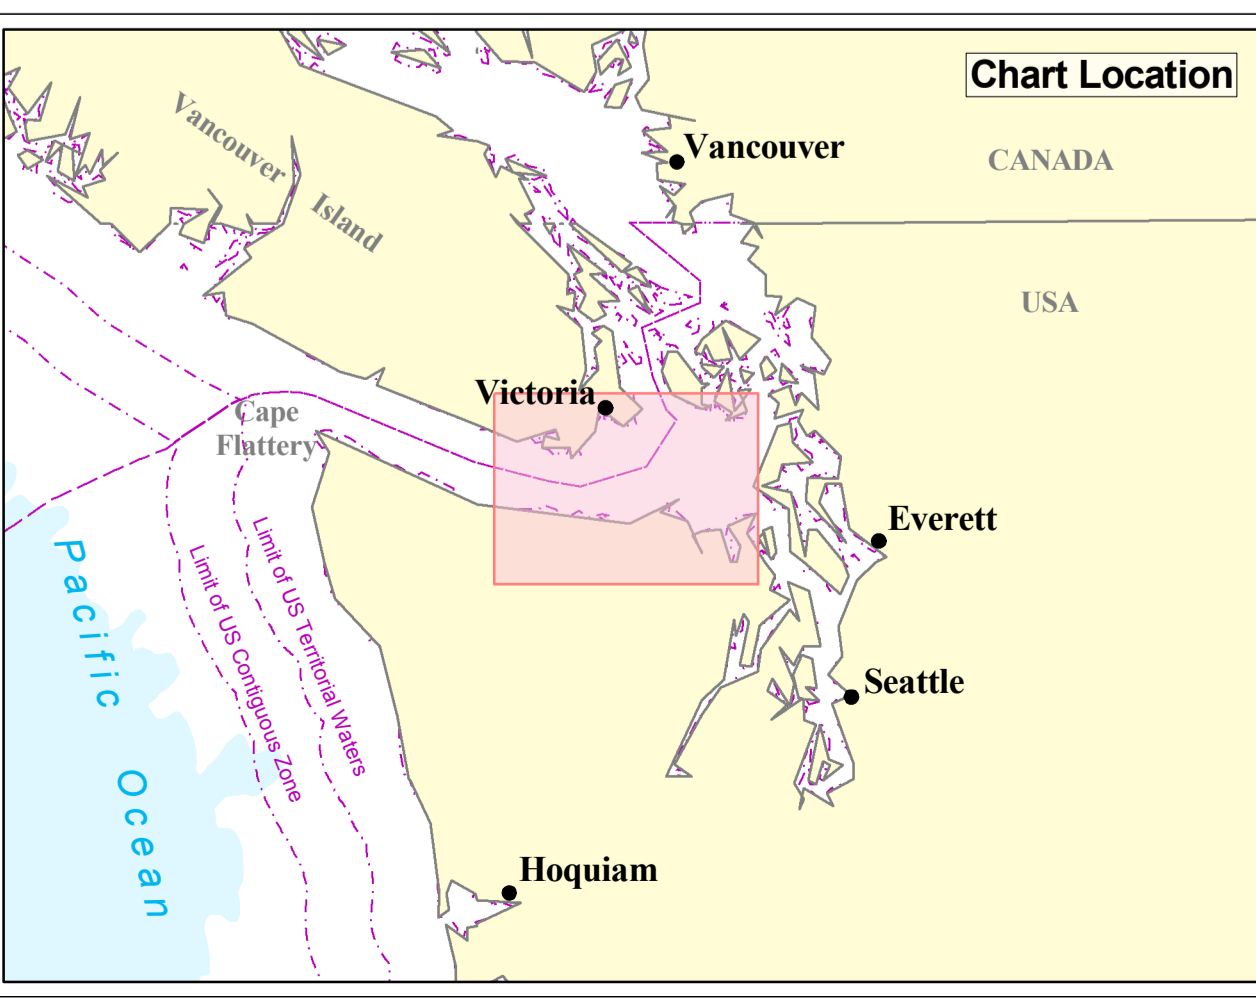 Chart Location
Vancouver
CANADA
Vancouver
Island
USA
Victoria
Cape
Flattery
Everett
Limit of US Territorial Waters
Limit of US Contiguous Zone
Pacific Ocean
Seattle
Hoquiam